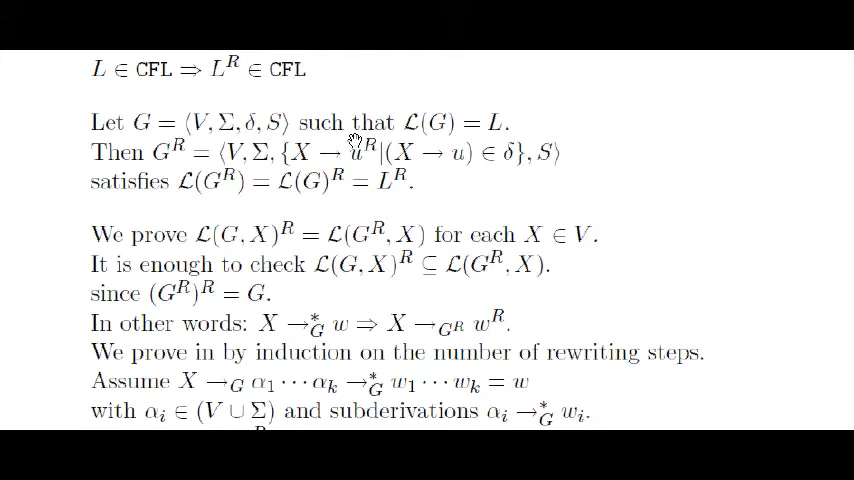 L ∈ CFL ⇒ L^R ∈ CFL
Let G = ⟨V, Σ, δ, S⟩ such that 𝓛(G) = L.
Then G^R = ⟨V, Σ, {X → u^R|(X → u) ∈ δ}, S⟩
satisfies 𝓛(G^R) = 𝓛(G)^R = L^R.
We prove 𝓛(G, X)^R = 𝓛(G^R, X) for each X ∈ V.
It is enough to check 𝓛(G, X)^R ⊆ 𝓛(G^R, X).
since (G^R)^R = G.
In other words: X →*_G w ⇒ X →_{G^R} w^R.
We prove in by induction on the number of rewriting steps.
Assume X →_G α₁ ⋯ α_k →*_G w₁ ⋯ w_k = w
with α_i ∈ (V ∪ Σ) and subderivations α_i →*_G w_i.